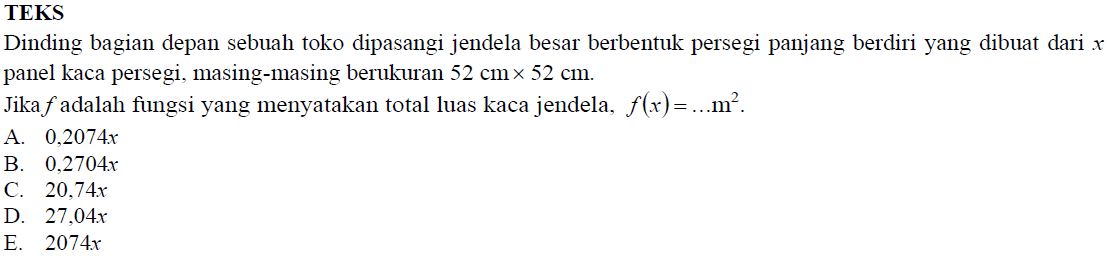 TEKS
Dinding bagian depan sebuah toko dipasangi jendela besar berbentuk persegi panjang berdiri yang dibuat dari x
panel kaca persegi, masing-masing berukuran 52 cm × 52 cm.
Jika f adalah fungsi yang menyatakan total luas kaca jendela, f(x) = ...m².
A. 0,2074x
B. 0,2704x
C. 20,74x
D. 27,04x
E. 2074x